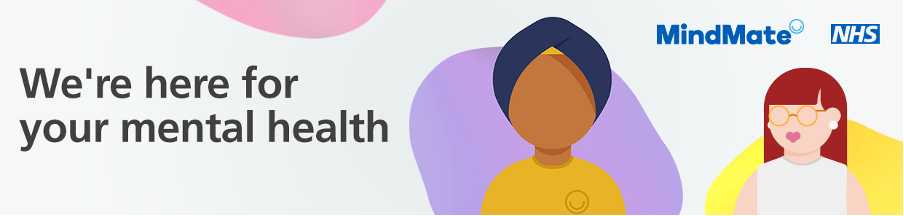 We're here for
your mental health
MindMate
NHS